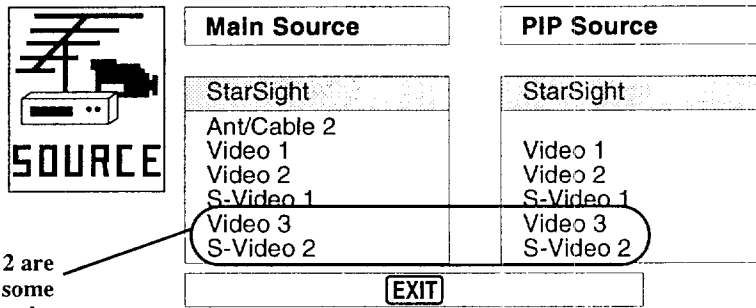 Main Source
PIP Source
StarSight
StarSight
Ant/Cable 2
Video 1
Video 1
Video 2
Video 2
S-Video 1
S-Video 1
SOURCE
Video 3
Video 3
S-Video 2
S-Video 2
2 are
some
EXIT